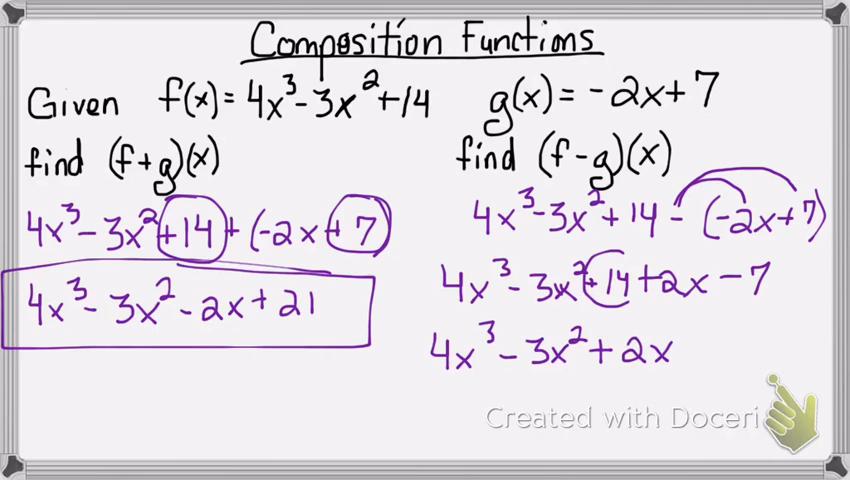 Composition Functions
Given f(x) = 4x³ - 3x² + 14 g(x) = -2x + 7
find (f+g)(x)
4x³ - 3x² + 14 + (-2x + 7
4x³ - 3x² - 2x + 21
find (f-g)(x)
4x³ - 3x² + 14 - (-2x + 7)
4x³ - 3x² + 14 + 2x - 7
4x³ - 3x² + 2x
Created with Doceri